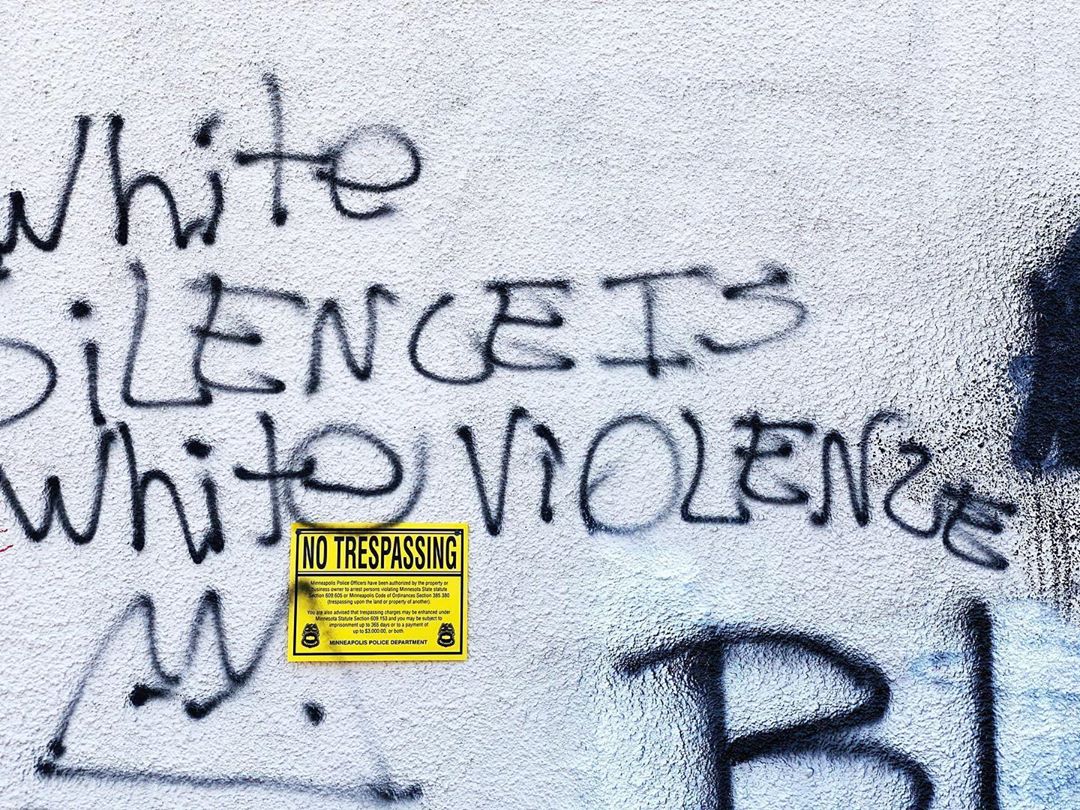 White
SiLENCE IS
White ViOLENCE
NO TRESPASSING
Minneapolis Police Officers have been authorized by the property or
business owner to arrest persons violating Minnesota State statute
Section 609.605 or Minneapolis Code of Ordinances Section 385.380
(trespassing upon the land or property of another).
You are also advised that trespassing charges may be enhanced under
Minnesota Statute Section 609.153 and you may be subject to
imprisonment up to 365 days or to a payment of
up to $3,000.00, or both.
MINNEAPOLIS POLICE DEPARTMENT